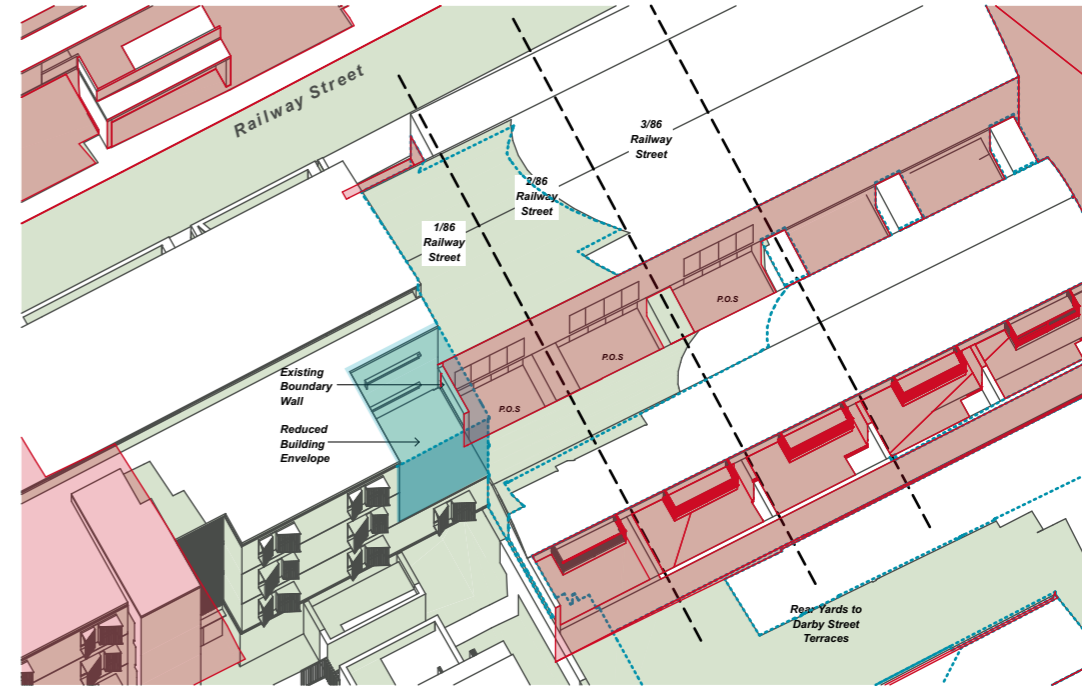 Railway Street
3/86
Railway
Street
2/86
Railway
Street
1/86
Railway
Street
P.O.S
P.O.S
P.O.S
Existing
Boundary
Wall
Reduced
Building
Envelope
Rear Yards to
Darby Street
Terraces